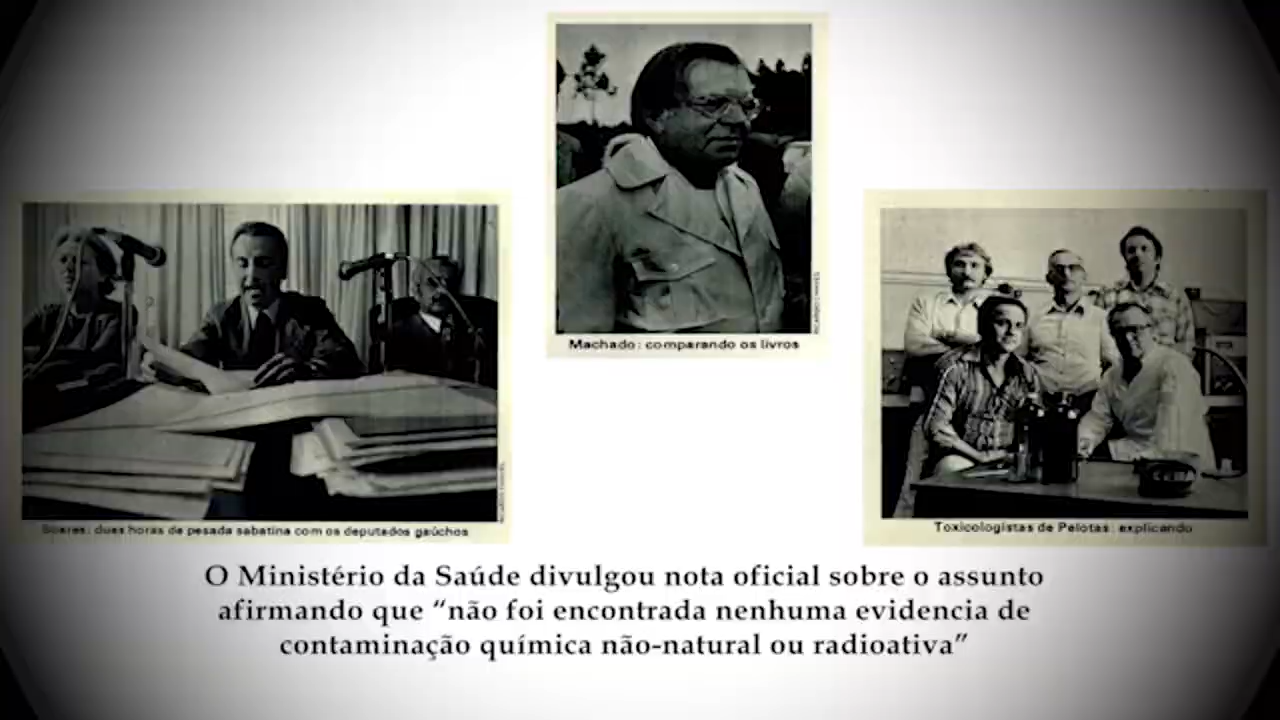 Machado: comparando os livros
Soares: duas horas de pesada sabatina com os deputados gaúchos
Toxicologistas de Pelotas: explicando
O Ministério da Saúde divulgou nota oficial sobre o assunto
afirmando que “não foi encontrada nenhuma evidencia de
contaminação química não-natural ou radioativa”